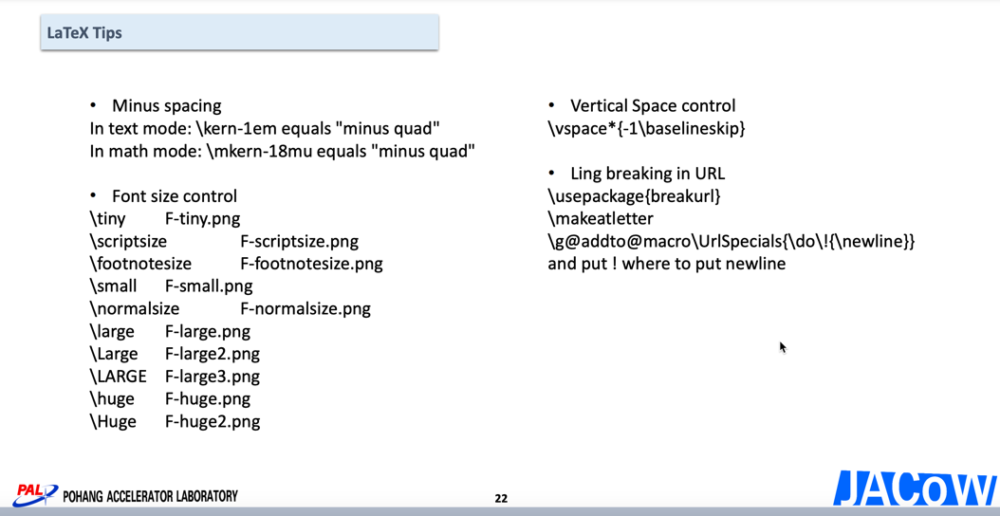 LaTeX Tips
• Minus spacing
In text mode: \kern-1em equals "minus quad"
In math mode: \mkern-18mu equals "minus quad"
• Font size control
\tiny F-tiny.png
\scriptsize F-scriptsize.png
\footnotesize F-footnotesize.png
\small F-small.png
\normalsize F-normalsize.png
\large F-large.png
\Large F-large2.png
\LARGE F-large3.png
\huge F-huge.png
\Huge F-huge2.png
• Vertical Space control
\vspace*{-1\baselineskip}
• Ling breaking in URL
\usepackage{breakurl}
\makeatletter
\g@addto@macro\UrlSpecials{\do\!{\newline}}
and put ! where to put newline
PAL POHANG ACCELERATOR LABORATORY
22
JACoW